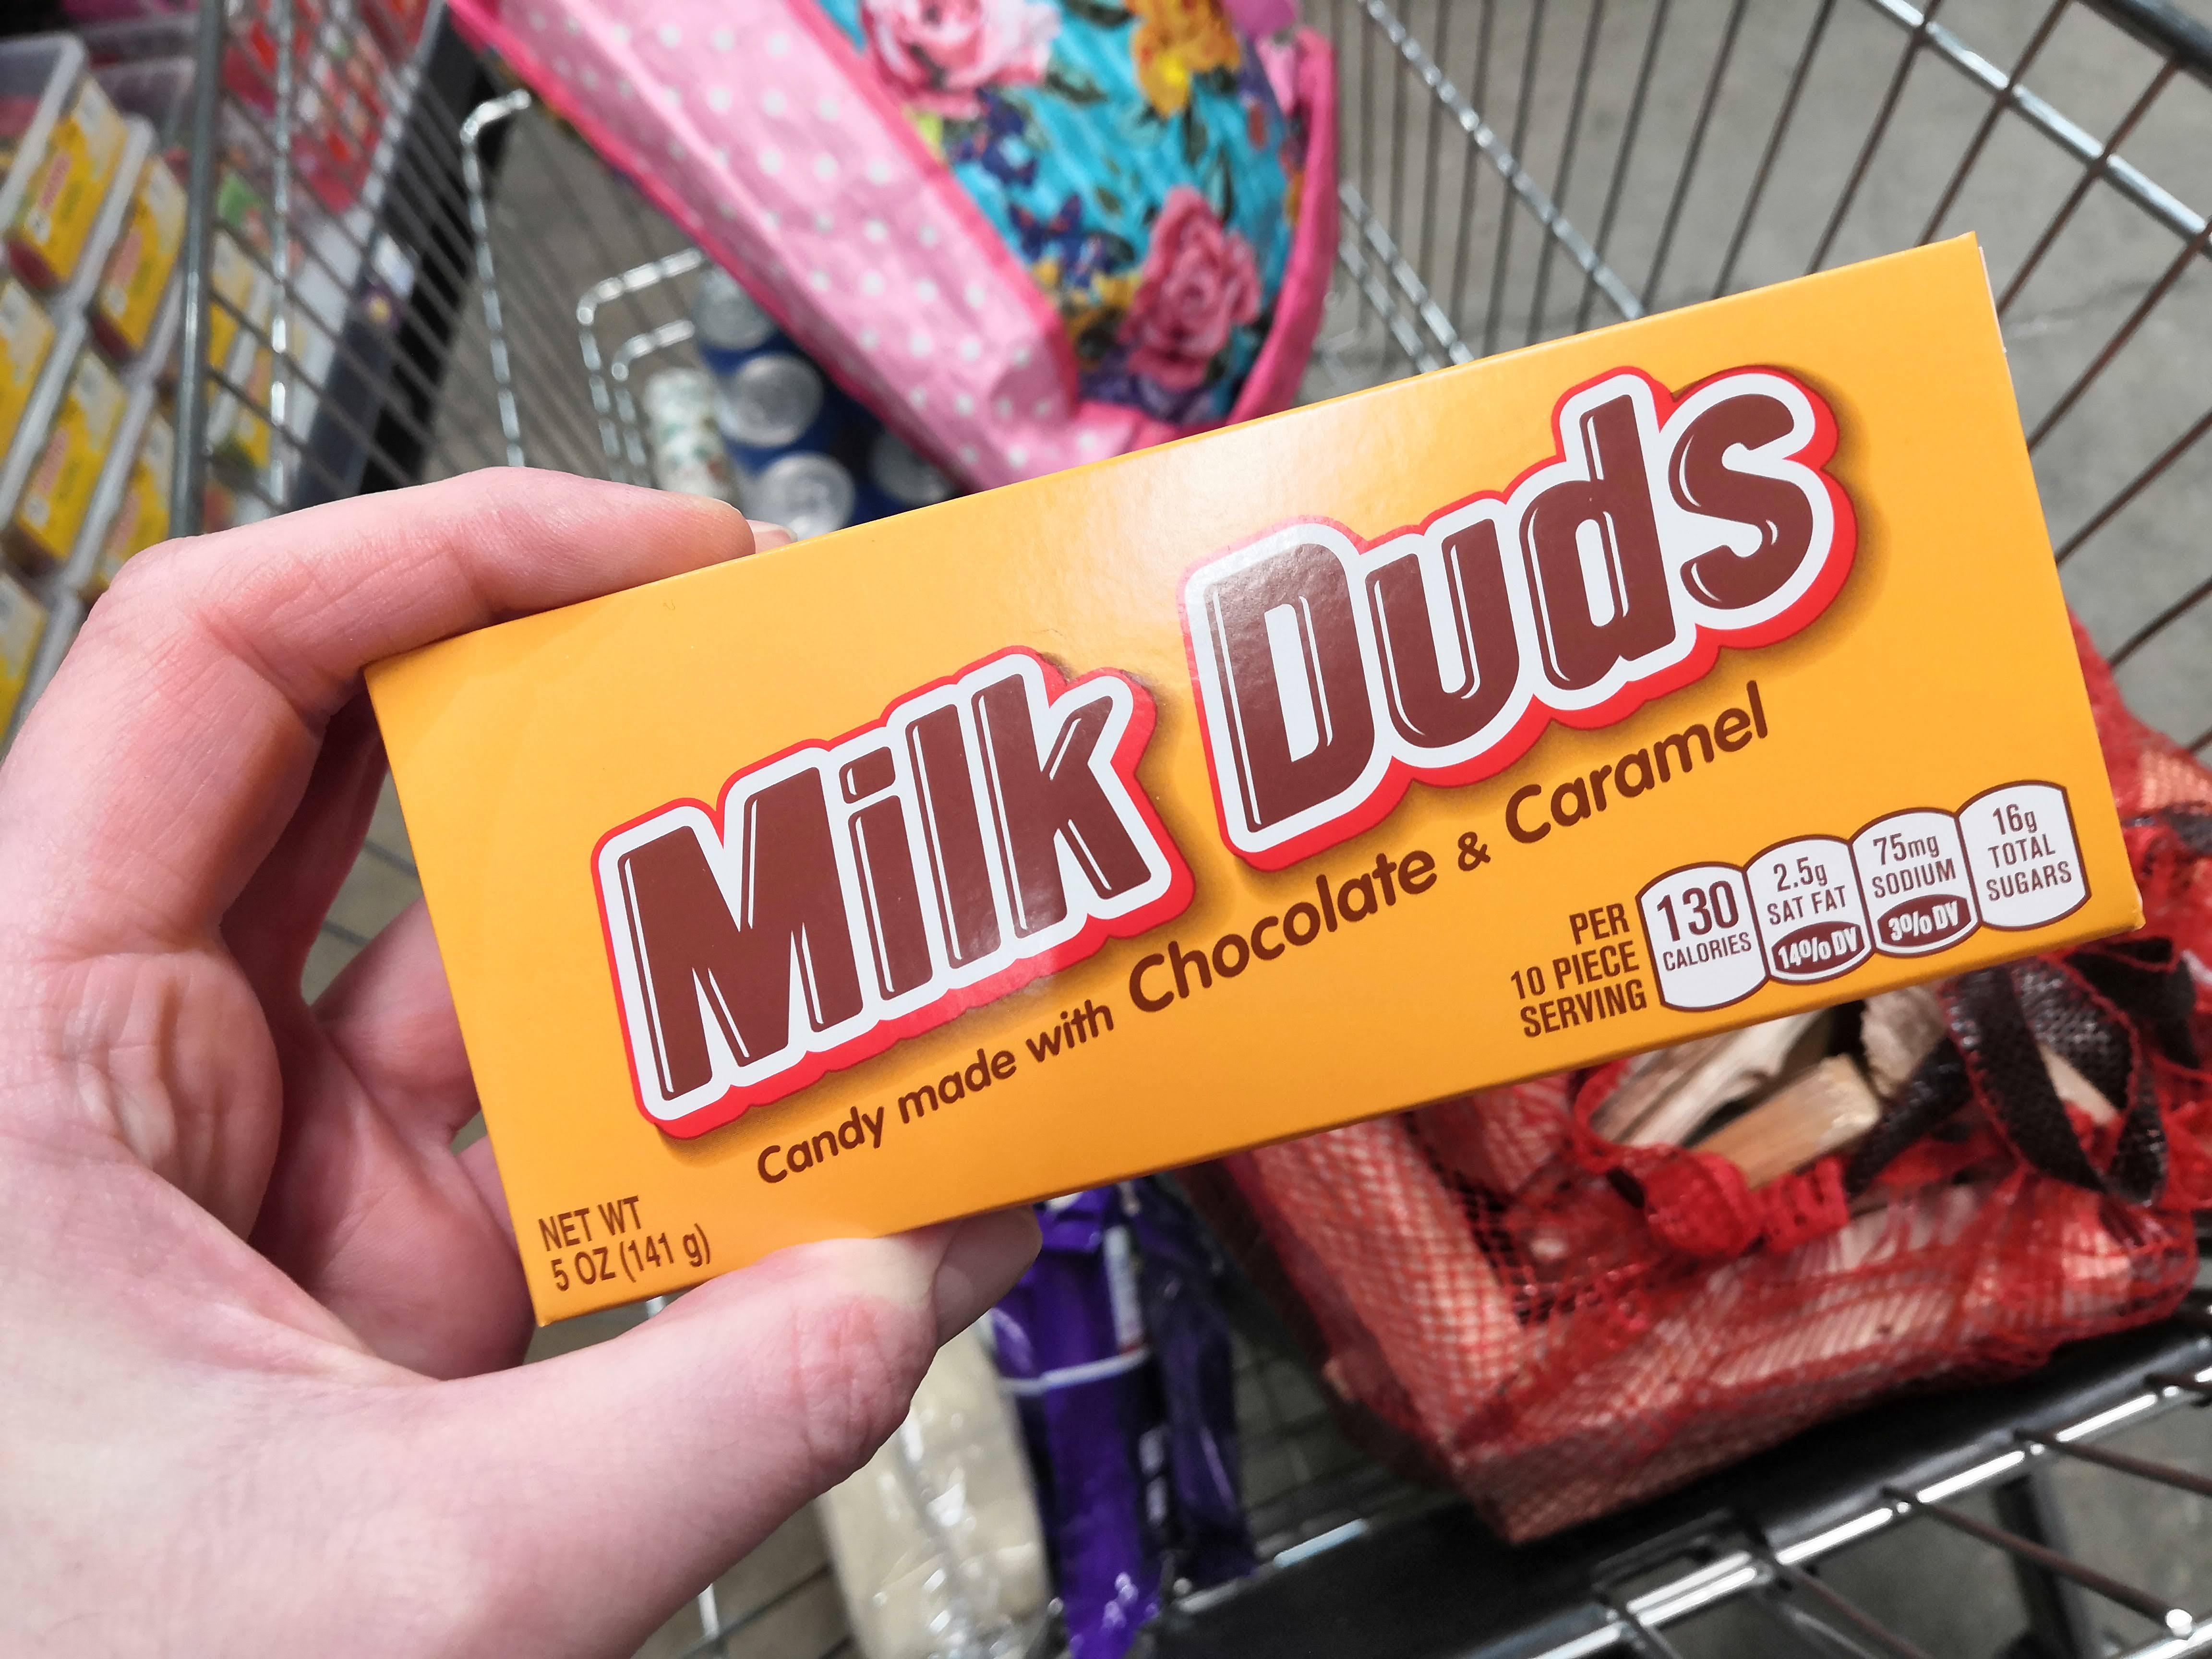 Milk Duds
Candy made with Chocolate & Caramel
PER
10 PIECE
SERVING
130
CALORIES
2.5g
SAT FAT
14% DV
75mg
SODIUM
3% DV
16g
TOTAL
SUGARS
NET WT
5 OZ (141 g)